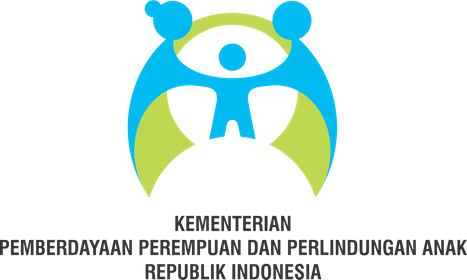 KEMENTERIAN
PEMBERDAYAAN PEREMPUAN DAN PERLINDUNGAN ANAK
REPUBLIK INDONESIA